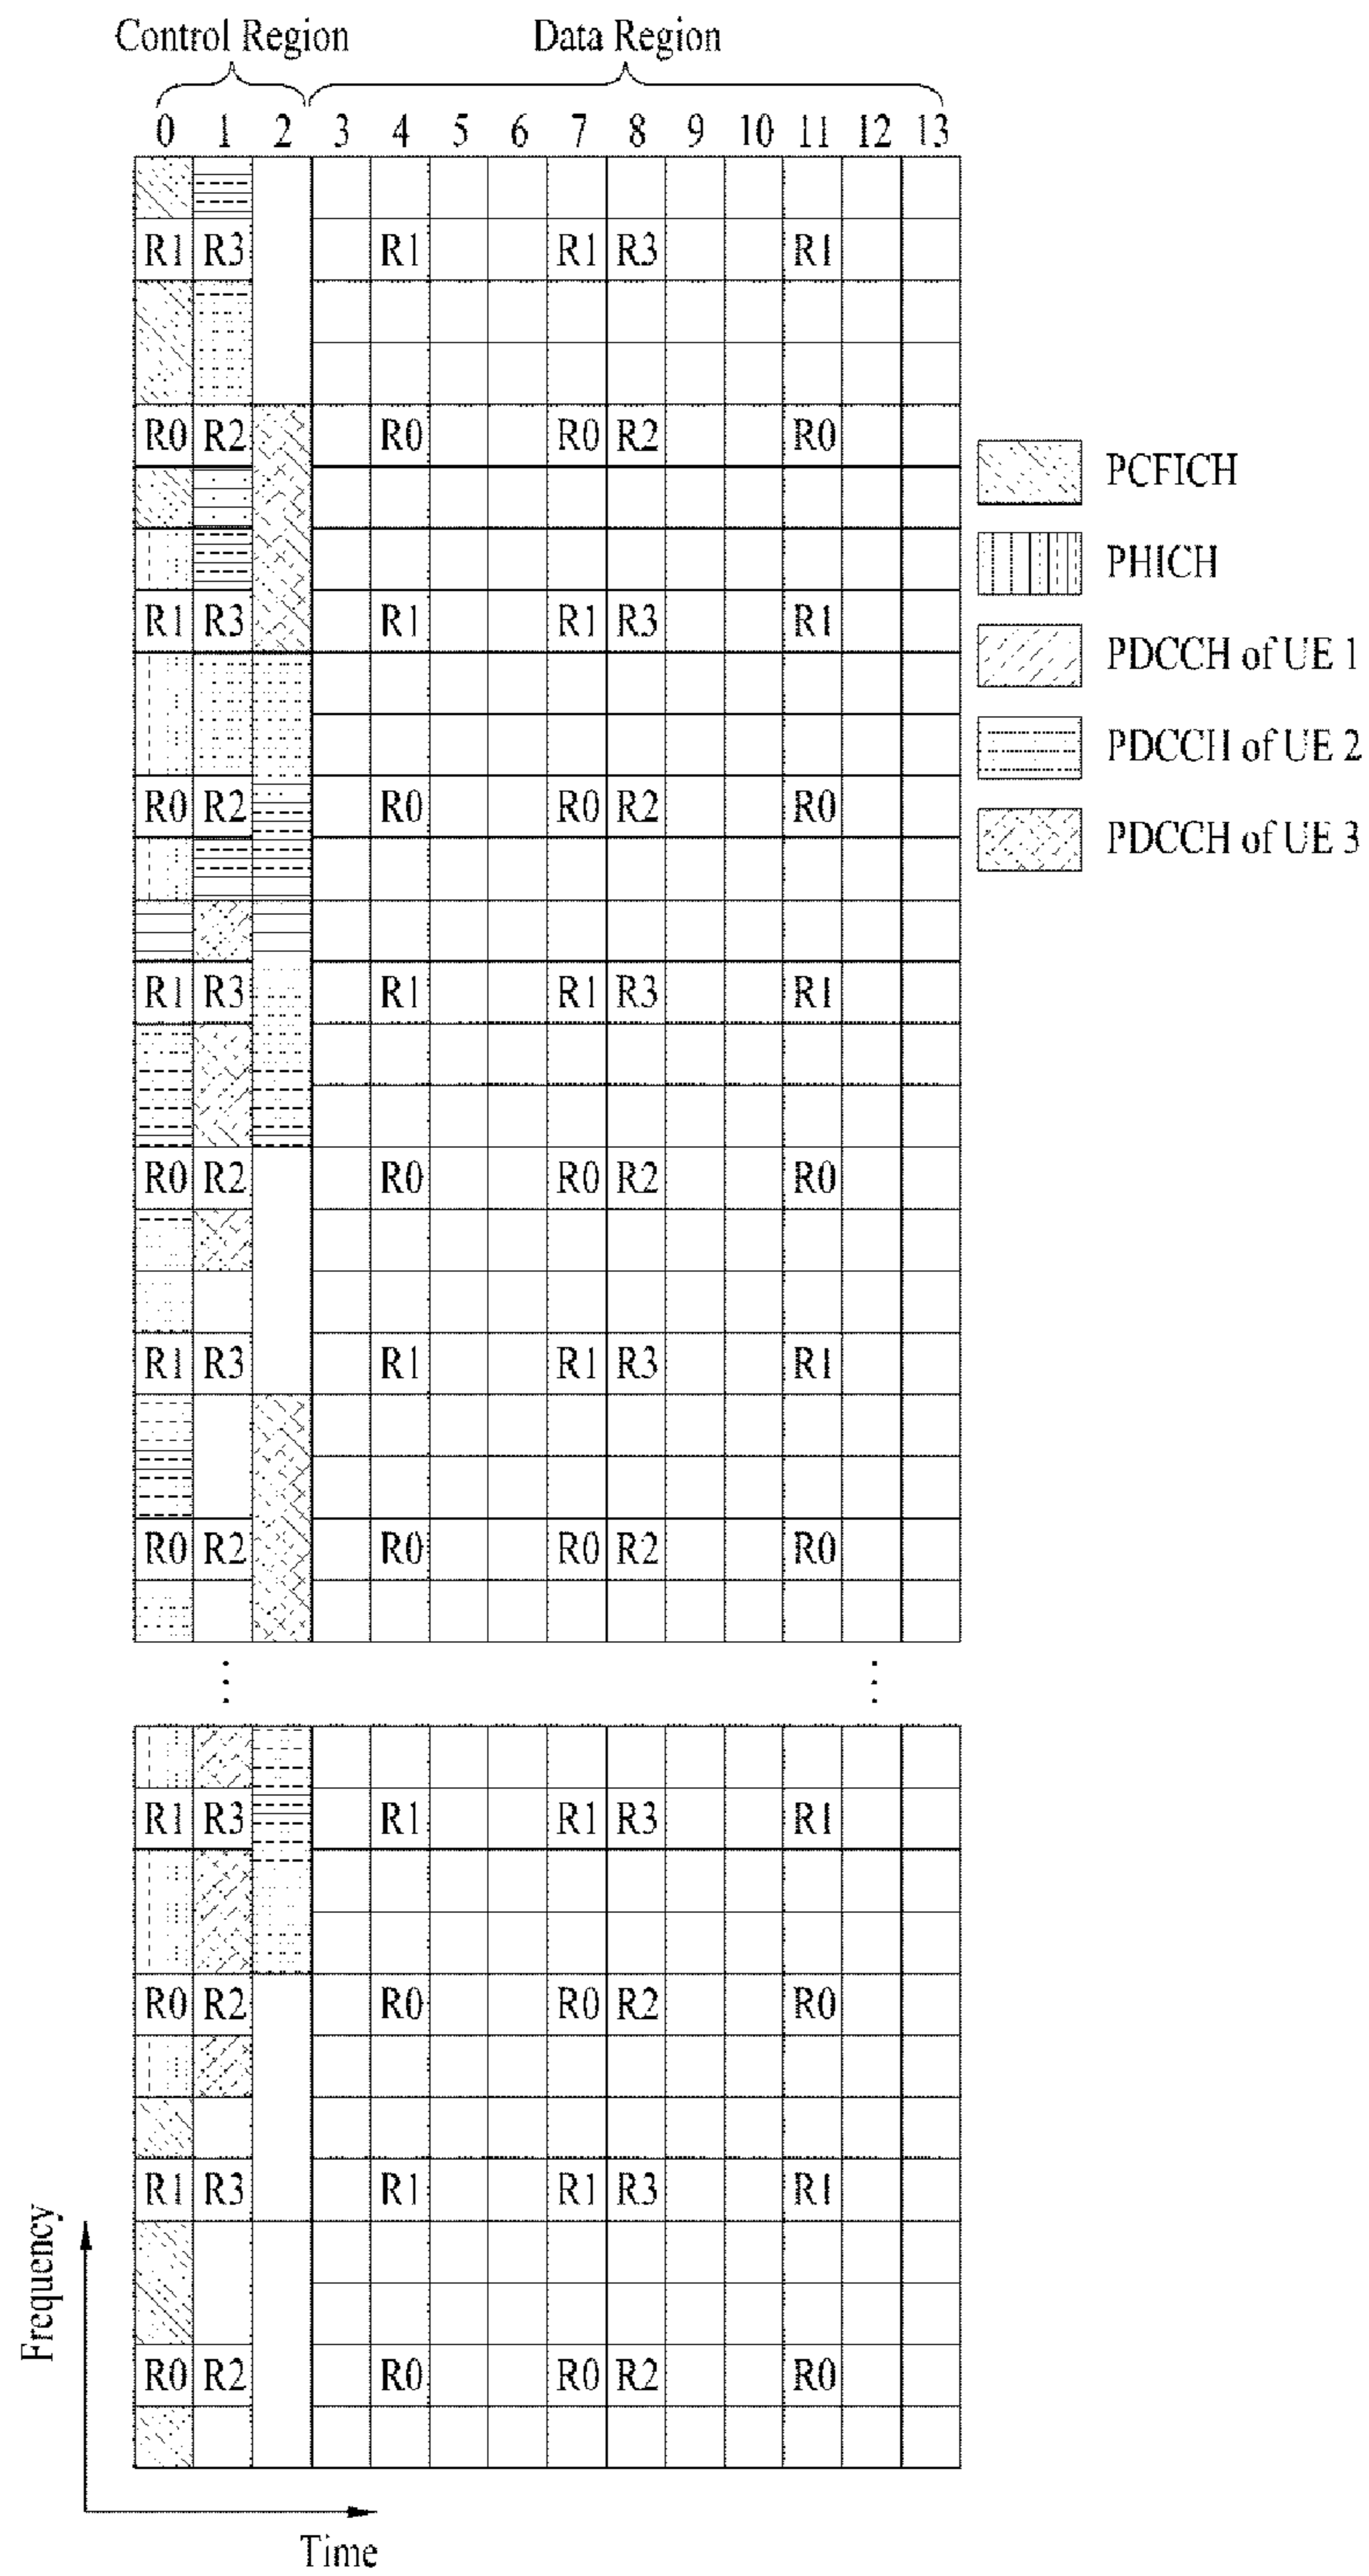 Control Region Data Region
0 1 2 3 4 5 6 7 8 9 10 11 12 13
R1 R3 R1 R1 R3 R1
R0 R2 R0 R0 R2 R0
PCFICH
PHICH
R1 R3 R1 R1 R3 R1
PDCCH of UE 1
PDCCH of UE 2
R0 R2 R0 R0 R2 R0
PDCCH of UE 3
R1 R3 R1 R1 R3 R1
R0 R2 R0 R0 R2 R0
R1 R3 R1 R1 R3 R1
R0 R2 R0 R0 R2 R0
R1 R3 R1 R1 R3 R1
R0 R2 R0 R0 R2 R0
R1 R3 R1 R1 R3 R1
R0 R2 R0 R0 R2 R0
Frequency
Time